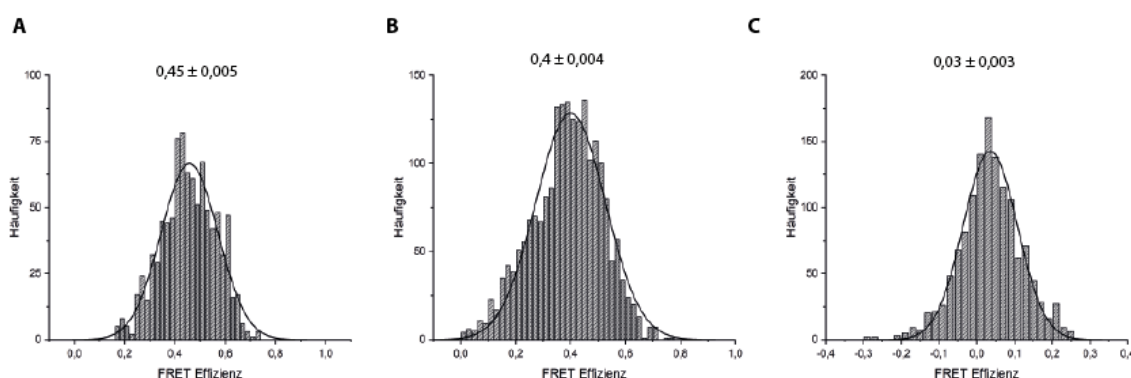 A
0,45 ± 0,005
100
75
50
25
0
Häufigkeit
0,0 0,2 0,4 0,6 0,8 1,0
FRET Effizienz
B
0,4 ± 0,004
150
100
50
0
Häufigkeit
0,0 0,2 0,4 0,6 0,8 1,0
FRET Effizienz
C
0,03 ± 0,003
200
150
100
50
0
Häufigkeit
-0,4 -0,3 -0,2 -0,1 0,0 0,1 0,2 0,3 0,4
FRET Effizienz